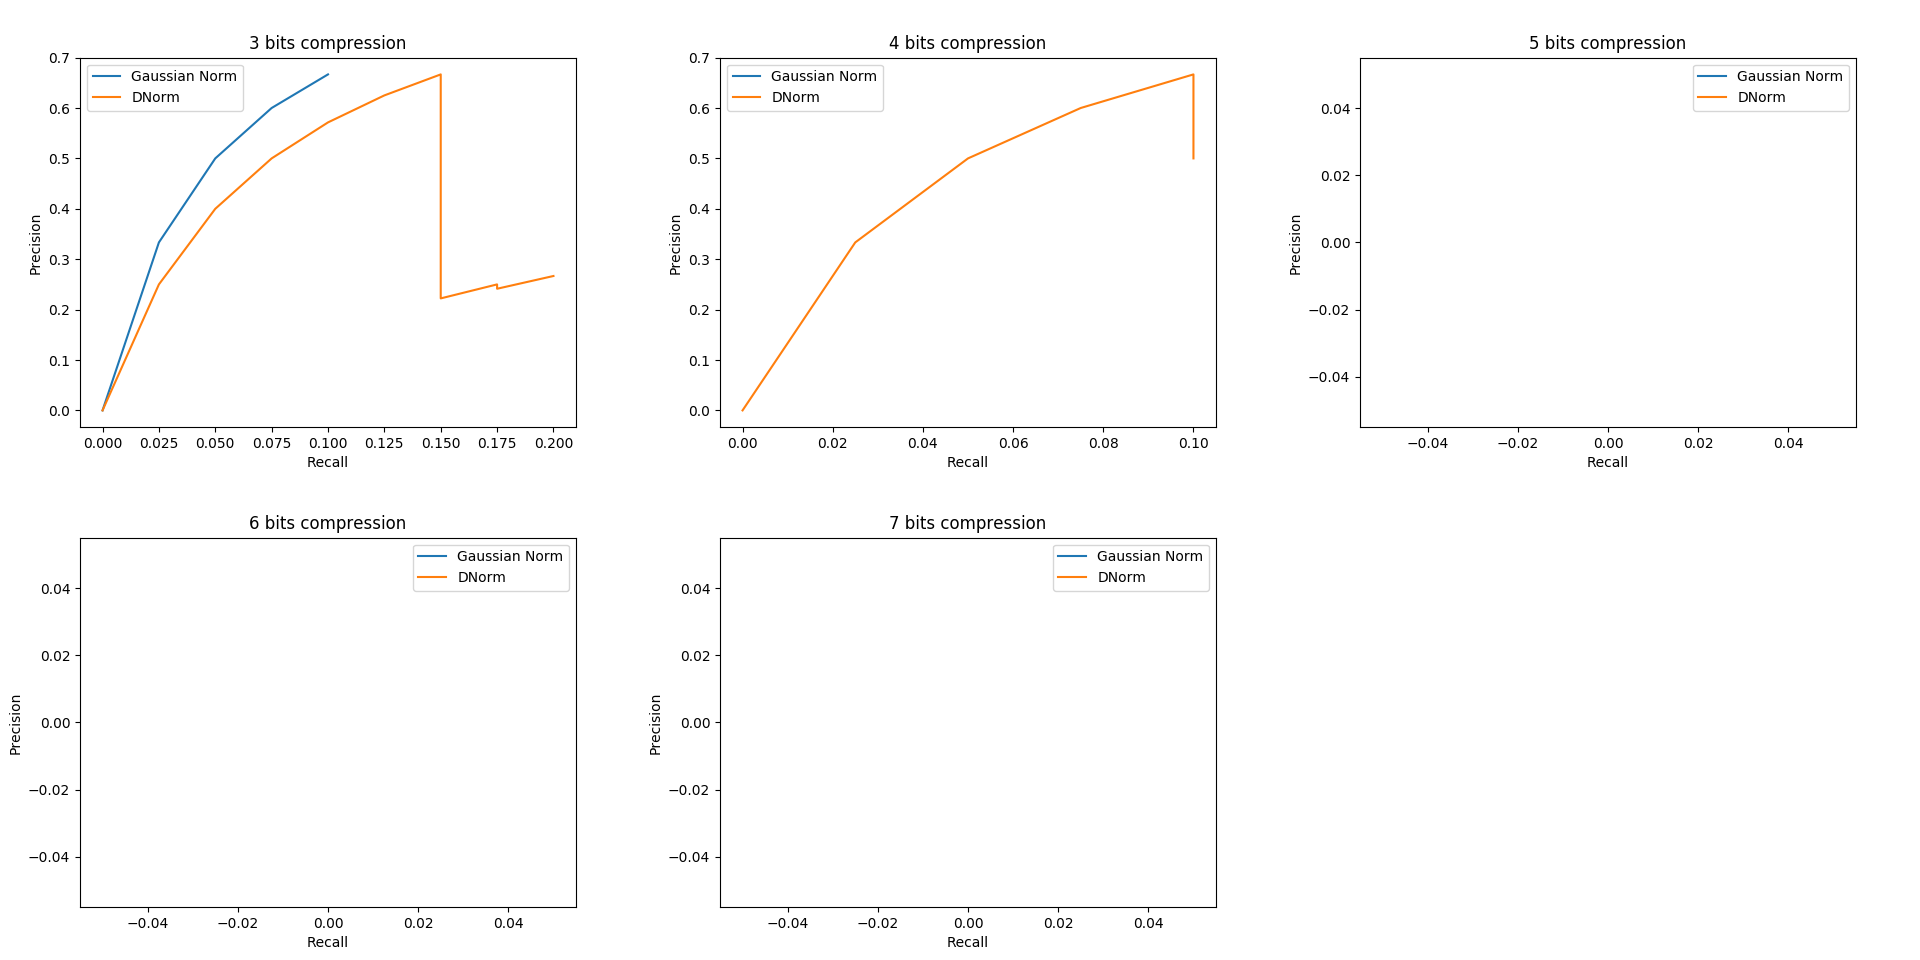 3 bits compression
Gaussian Norm
DNorm
0.7
0.6
0.5
0.4
0.3
0.2
0.1
0.0
Precision
0.000 0.025 0.050 0.075 0.100 0.125 0.150 0.175 0.200
Recall
4 bits compression
Gaussian Norm
DNorm
0.7
0.6
0.5
0.4
0.3
0.2
0.1
0.0
Precision
0.00 0.02 0.04 0.06 0.08 0.10
Recall
5 bits compression
Gaussian Norm
DNorm
0.04
0.02
0.00
−0.02
−0.04
Precision
−0.04 −0.02 0.00 0.02 0.04
Recall
6 bits compression
Gaussian Norm
DNorm
0.04
0.02
0.00
−0.02
−0.04
Precision
−0.04 −0.02 0.00 0.02 0.04
Recall
7 bits compression
Gaussian Norm
DNorm
0.04
0.02
0.00
−0.02
−0.04
Precision
−0.04 −0.02 0.00 0.02 0.04
Recall